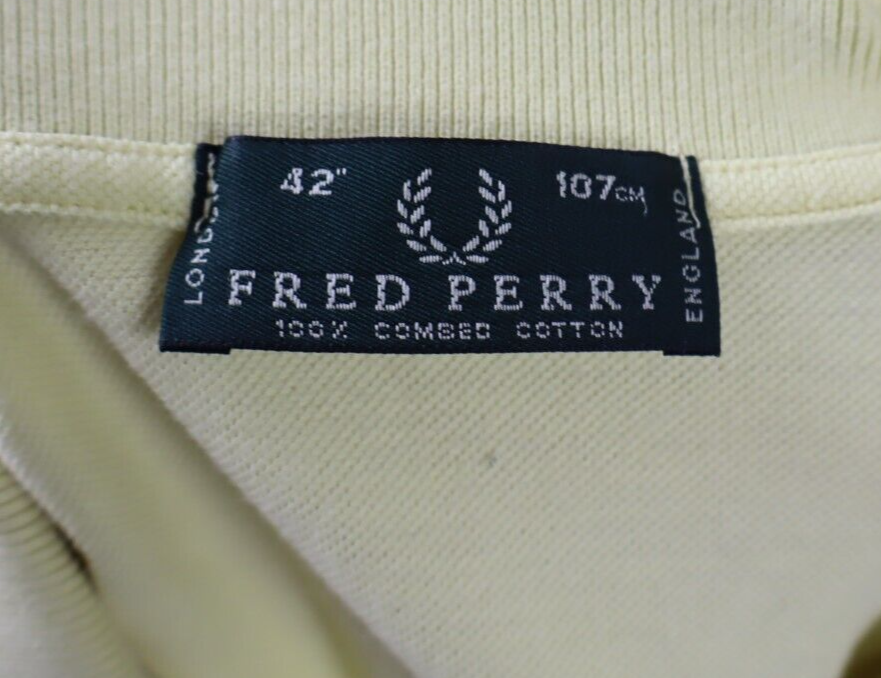 42" 107CM
FRED PERRY
100% COMBED COTTON
LONDON
ENGLAND